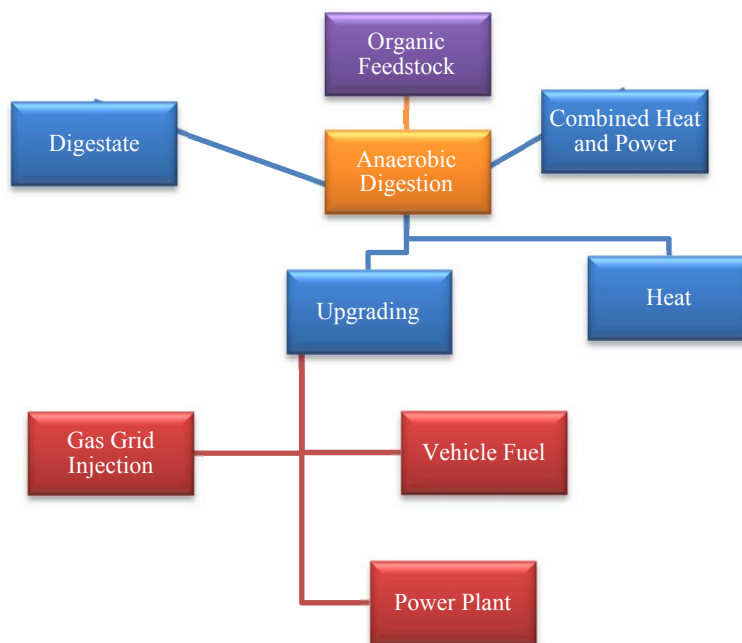 Organic
Feedstock
Digestate
Combined Heat
and Power
Anaerobic
Digestion
Upgrading
Heat
Gas Grid
Injection
Vehicle Fuel
Power Plant